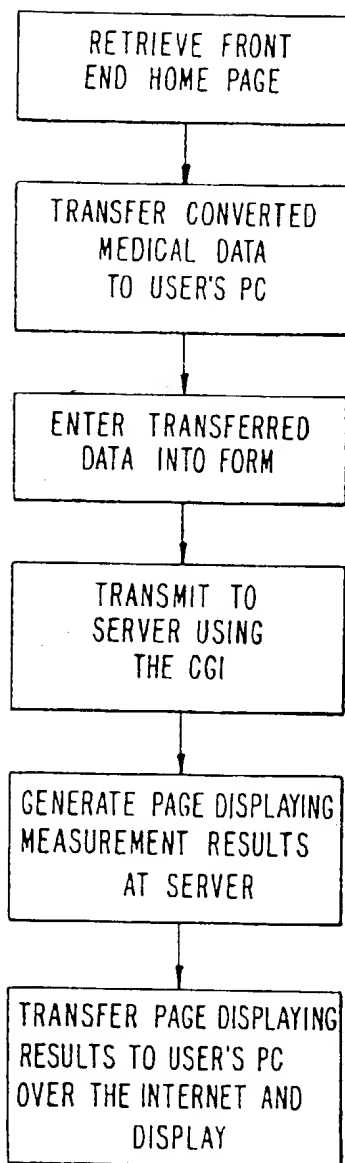 RETRIEVE FRONT
END HOME PAGE
TRANSFER CONVERTED
MEDICAL DATA
TO USER'S PC
ENTER TRANSFERRED
DATA INTO FORM
TRANSMIT TO
SERVER USING
THE CGI
GENERATE PAGE DISPLAYING
MEASUREMENT RESULTS
AT SERVER
TRANSFER PAGE DISPLAYING
RESULTS TO USER'S PC
OVER THE INTERNET AND
DISPLAY